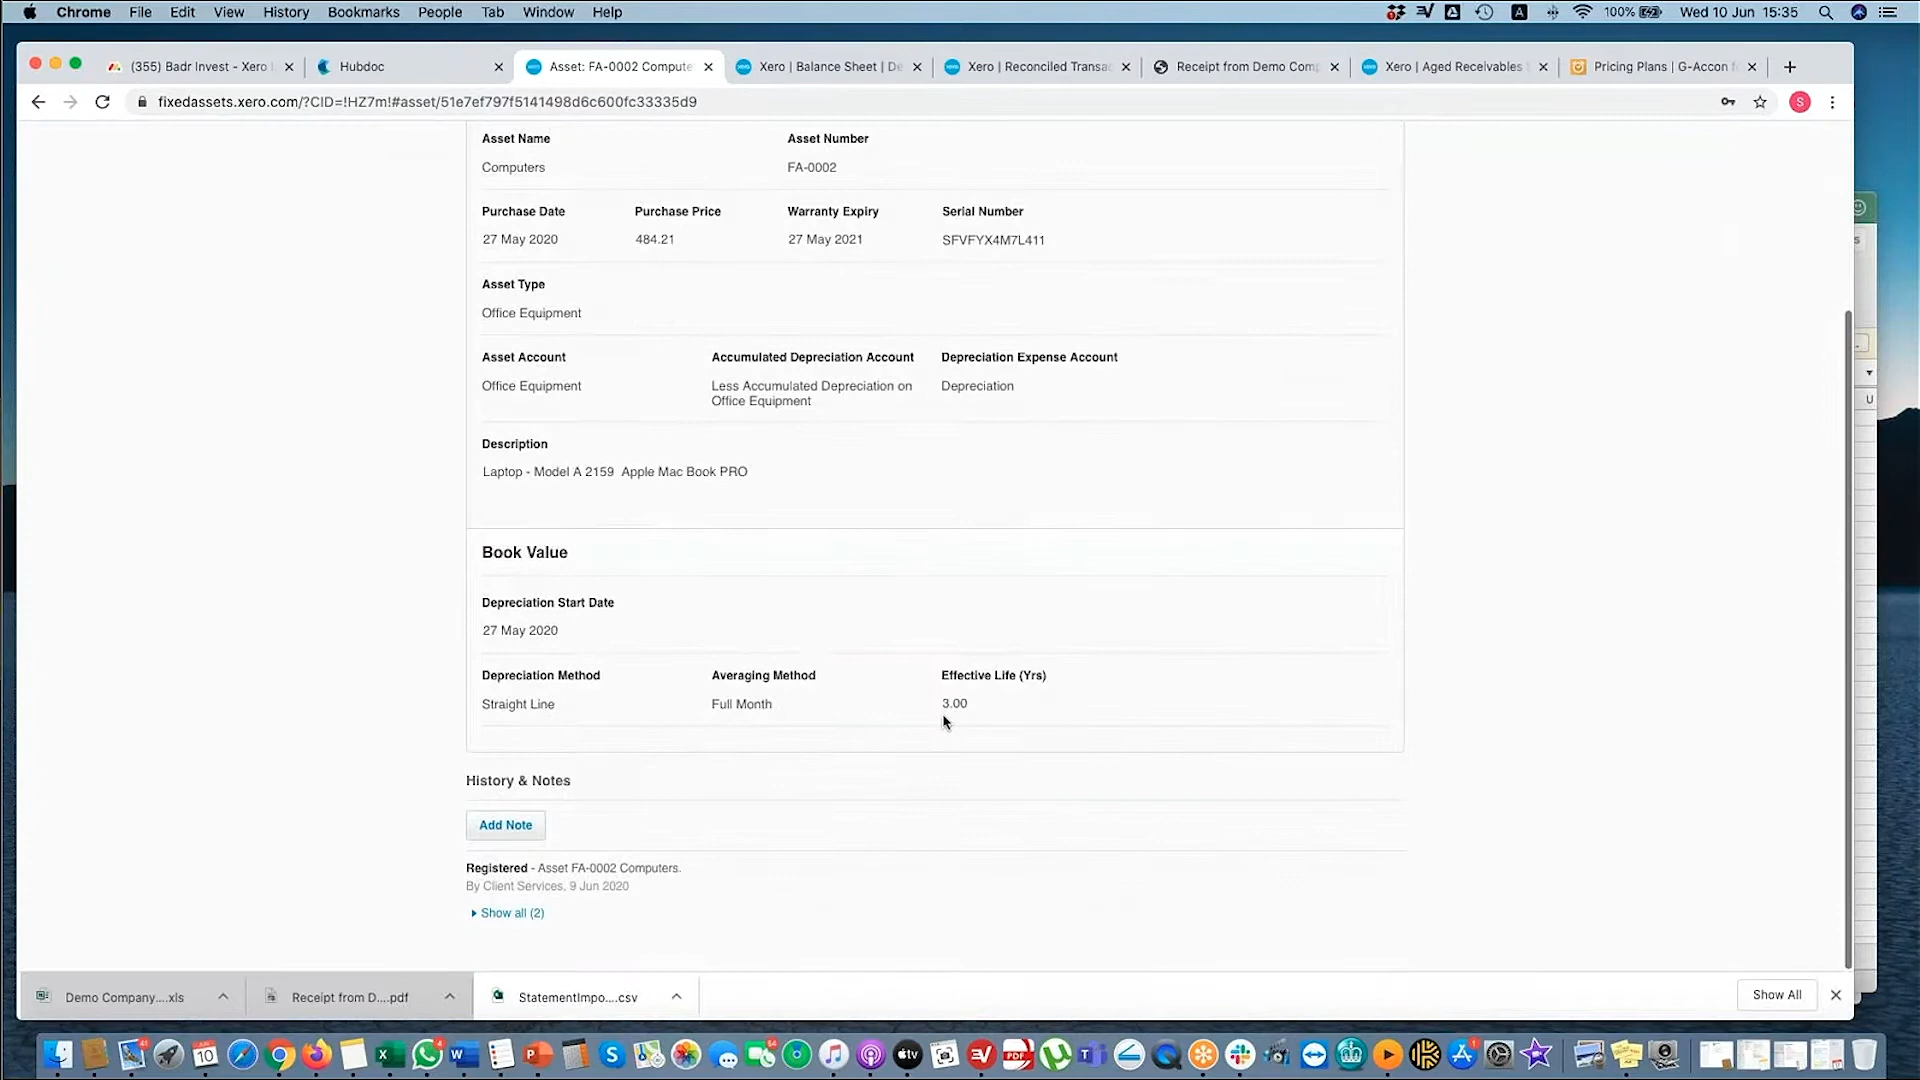 Chrome File Edit View History Bookmarks People Tab Window Help 100% Wed 10 Jun 15:35
(355) Badr Invest - Xero Hubdoc Asset: FA-0002 Compute Xero | Balance Sheet | De Xero | Reconciled Transac Receipt from Demo Comp Xero | Aged Receivables Pricing Plans | G-Accon f
fixedassets.xero.com/?CID=!HZ7m!#asset/51e7ef797f5141498d6c600fc33335d9 S
Asset Name Asset Number
Computers FA-0002
Purchase Date Purchase Price Warranty Expiry Serial Number
27 May 2020 484.21 27 May 2021 SFVFYX4M7L411
Asset Type
Office Equipment
Asset Account Accumulated Depreciation Account Depreciation Expense Account
Office Equipment Less Accumulated Depreciation on Depreciation
Office Equipment
U
Description
Laptop - Model A 2159 Apple Mac Book PRO
Book Value
Depreciation Start Date
27 May 2020
Depreciation Method Averaging Method Effective Life (Yrs)
Straight Line Full Month 3.00
History & Notes
Add Note
Registered - Asset FA-0002 Computers.
By Client Services, 9 Jun 2020
Show all (2)
Demo Company....xls Receipt from D....pdf StatementImpo....csv Show All